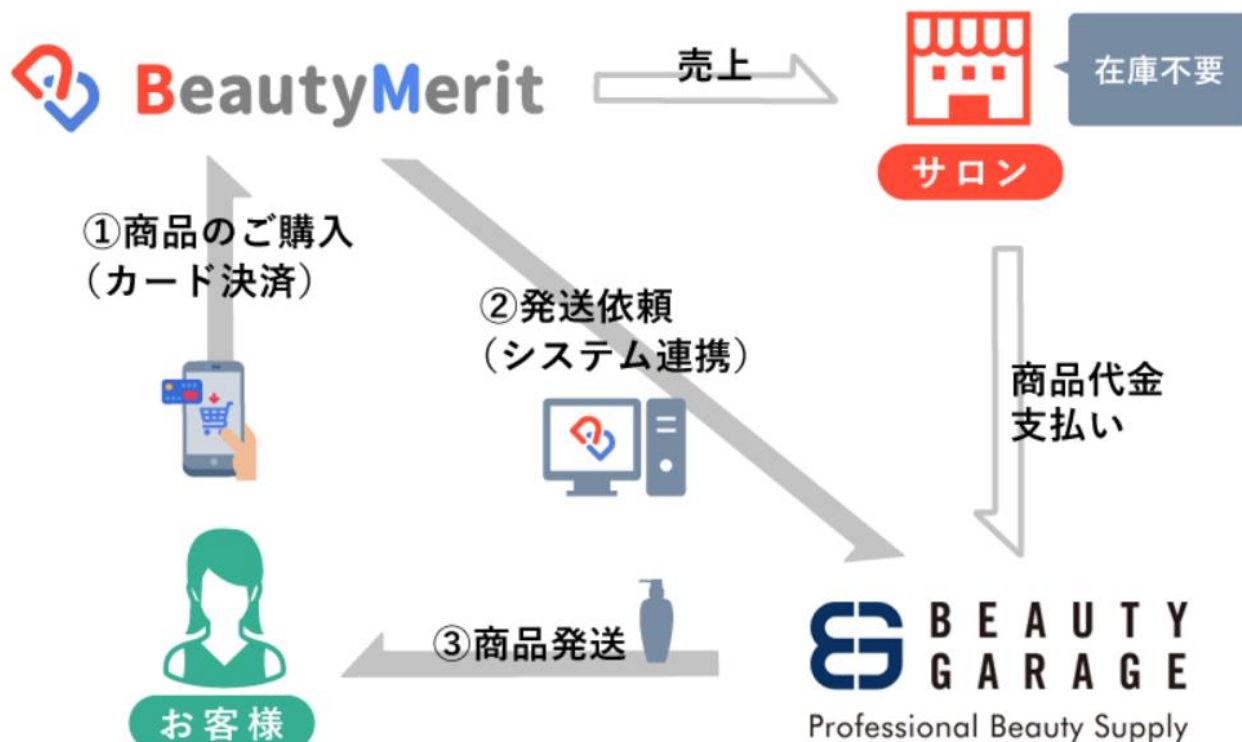 BeautyMerit
売上
在庫不要
サロン
①商品のご購入
（カード決済）
②発送依頼
（システム連携）
商品代金
支払い
③商品発送
お客様
BEAUTY
GARAGE
Professional Beauty Supply